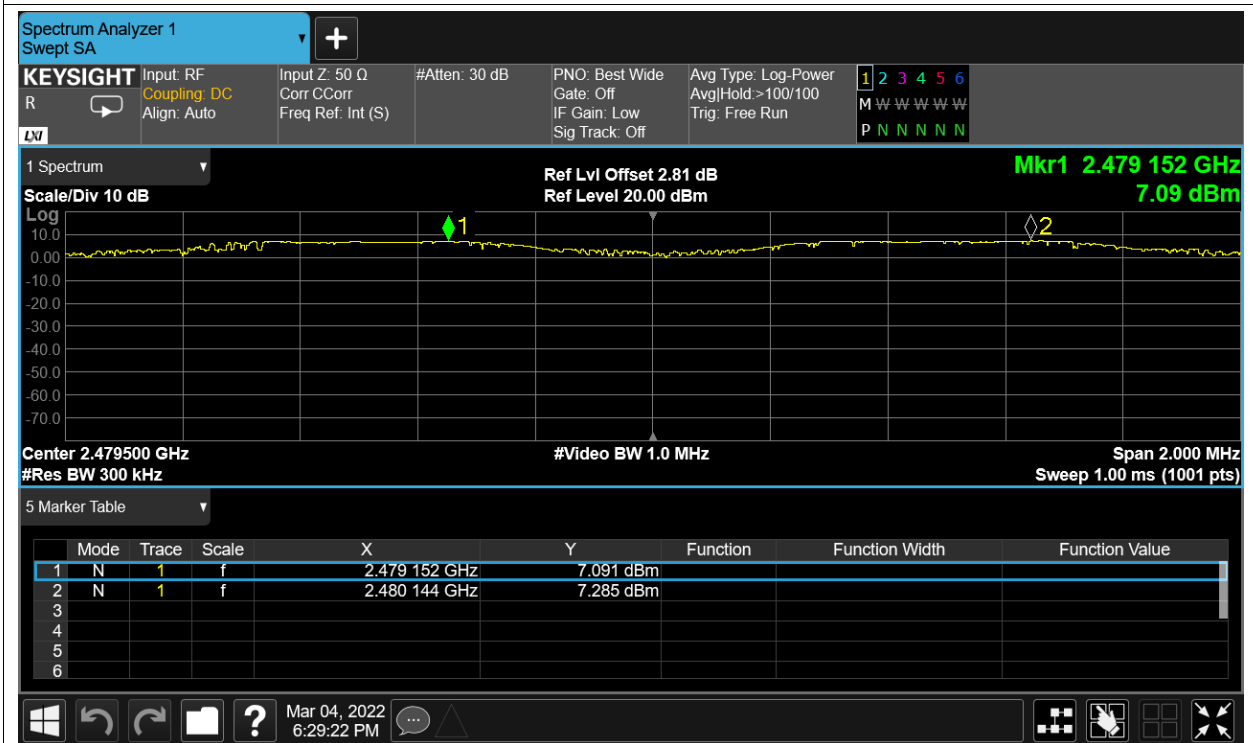 Spectrum Analyzer 1
Swept SA
+
KEYSIGHT
R
LXI
Input: RF
Coupling: DC
Align: Auto
Input Z: 50 Ω
Corr CCorr
Freq Ref: Int (S)
#Atten: 30 dB
PNO: Best Wide
Gate: Off
IF Gain: Low
Sig Track: Off
Avg Type: Log-Power
Avg|Hold:>100/100
Trig: Free Run
1 2 3 4 5 6
M W W W W W
P N N N N N
1 Spectrum
Scale/Div 10 dB
Ref Lvl Offset 2.81 dB
Ref Level 20.00 dBm
Mkr1 2.479 152 GHz
7.09 dBm
Log
10.0
0.00
-10.0
-20.0
-30.0
-40.0
-50.0
-60.0
-70.0
1
2
Center 2.479500 GHz
#Video BW 1.0 MHz
Span 2.000 MHz
#Res BW 300 kHz
Sweep 1.00 ms (1001 pts)
5 Marker Table
Mode Trace Scale X Y Function Function Width Function Value
1 N 1 f 2.479 152 GHz 7.091 dBm
2 N 1 f 2.480 144 GHz 7.285 dBm
3
4
5
6
?
Mar 04, 2022
6:29:22 PM